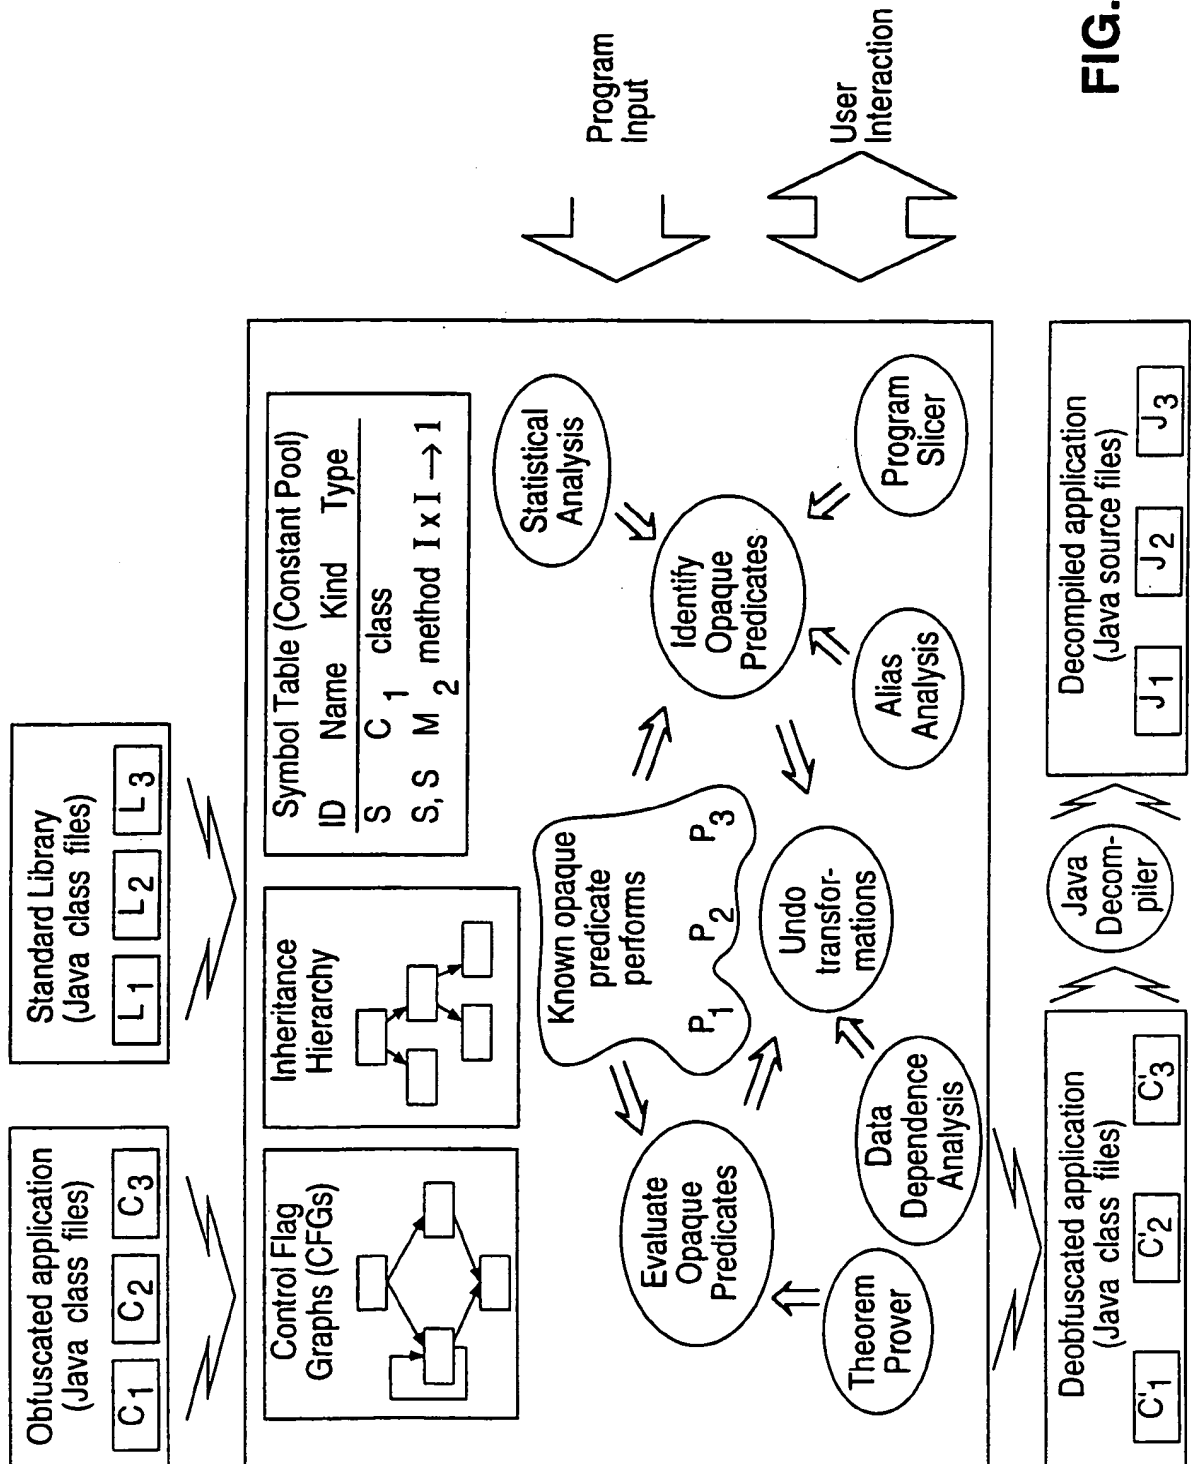 Obfuscated application
(Java class files)
C1 C2 C3
Standard Library
(Java class files)
L1 L2 L3
Control Flag
Graphs (CFGs)
Inheritance
Hierarchy
Symbol Table (Constant Pool)
ID Name Kind Type
S C1 class
S, S M2 method I x I → 1
Known opaque
predicate
performs
P1 P2 P3
Statistical
Analysis
Evaluate
Opaque
Predicates
Identify
Opaque
Predicates
Undo
transfor-
mations
Theorem
Prover
Data
Dependence
Analysis
Alias
Analysis
Program
Slicer
Program
Input
User
Interaction
Deobfuscated application
(Java class files)
C'1 C'2 C'3
Java
Decom-
piler
Decompiled application
(Java source files)
J1 J2 J3
FIG.